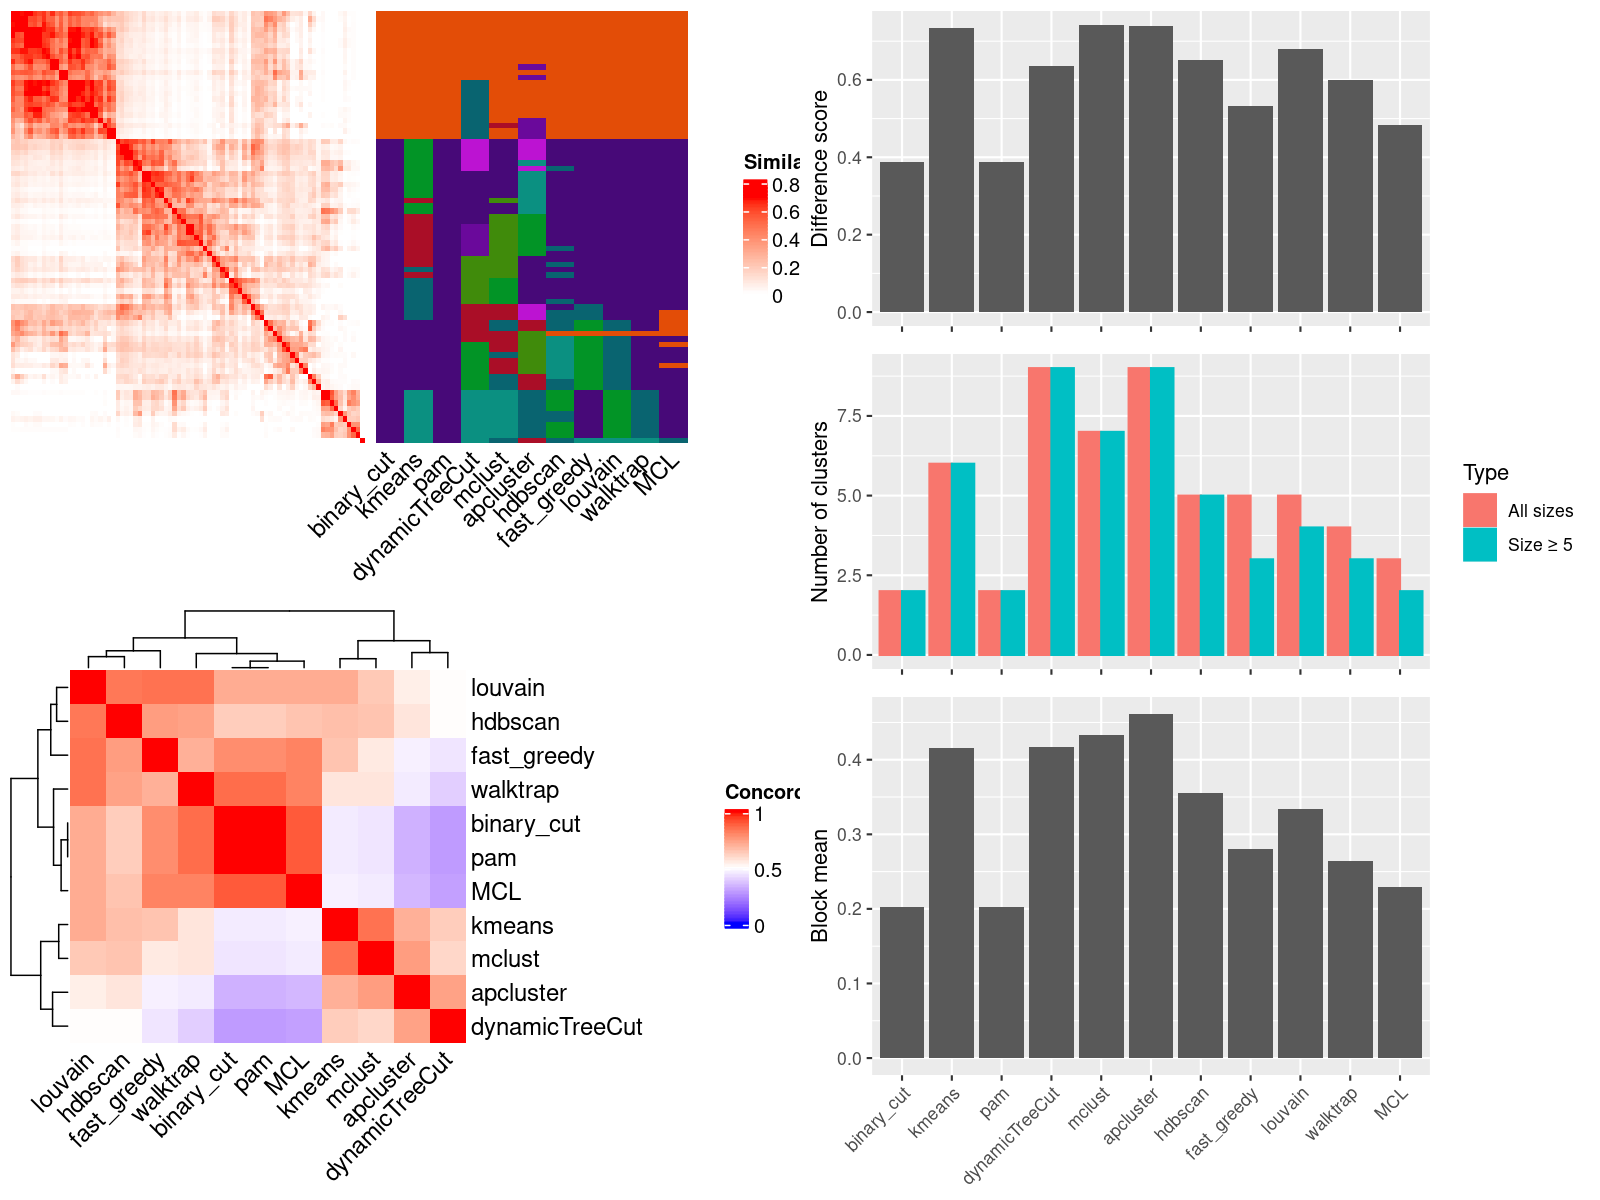 Simila
0.8
0.6
0.4
0.2
0
binary_cut
kmeans
pam
dynamicTreeCut
mclust
apcluster
hdbscan
fast_greedy
louvain
walktrap
MCL
Difference score
0.6
0.4
0.2
0.0
Number of clusters
7.5
5.0
2.5
0.0
Type
All sizes
Size ≥ 5
louvain
hdbscan
fast_greedy
walktrap
binary_cut
pam
MCL
kmeans
mclust
apcluster
dynamicTreeCut
louvain
hdbscan
fast_greedy
walktrap
binary_cut
pam
MCL
kmeans
mclust
apcluster
dynamicTreeCut
Concord
1
0.5
0
Block mean
0.4
0.3
0.2
0.1
0.0
binary_cut
kmeans
pam
dynamicTreeCut
mclust
apcluster
hdbscan
fast_greedy
louvain
walktrap
MCL